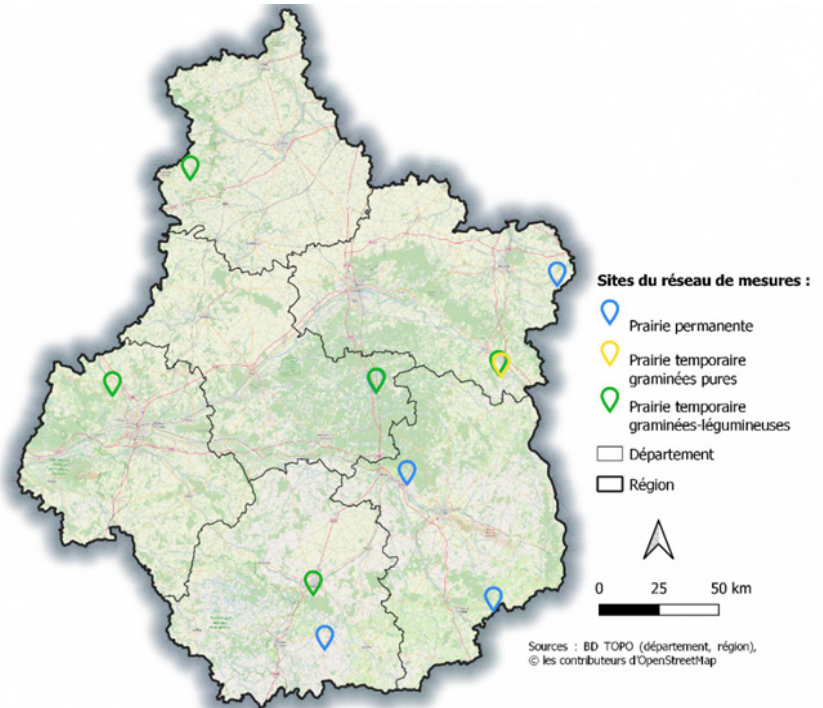 Sites du réseau de mesures :
Prairie permanente
Prairie temporaire
graminées pures
Prairie temporaire
graminées-légumineuses
Département
Région
0 25 50 km
Sources : BD TOPO (département, région),
© les contributeurs d'OpenStreetMap